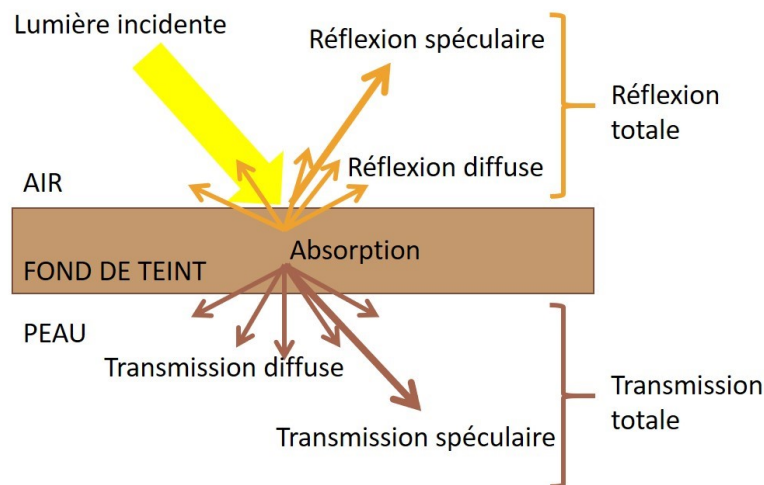 Lumière incidente
Réflexion spéculaire
Réflexion
totale
Réflexion diffuse
AIR
Absorption
FOND DE TEINT
PEAU
Transmission diffuse
Transmission
totale
Transmission spéculaire